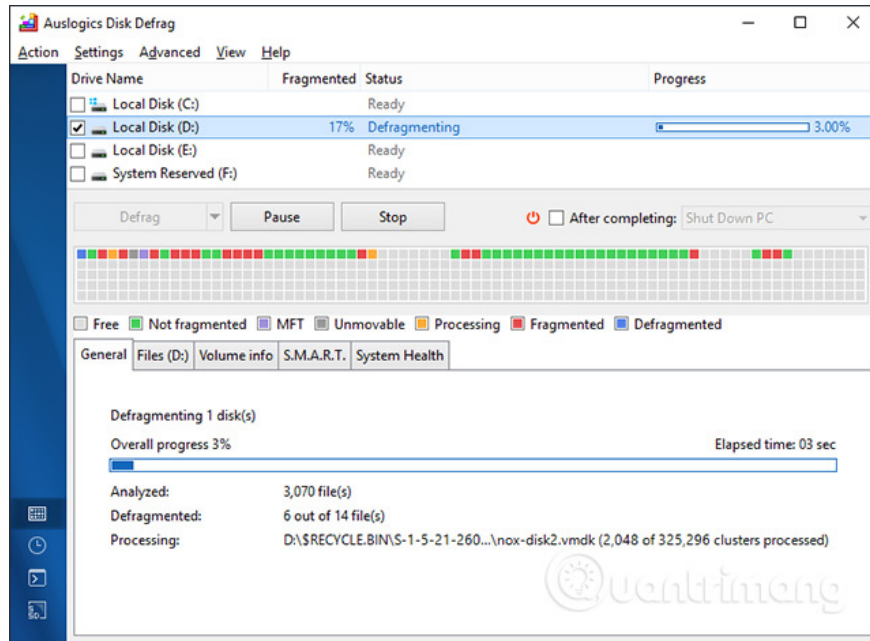 Auslogics Disk Defrag
Action Settings Advanced View Help
Drive Name Fragmented Status Progress
Local Disk (C:) Ready
Local Disk (D:) 17% Defragmenting 3.00%
Local Disk (E:) Ready
System Reserved (F:) Ready
Defrag Pause Stop After completing: Shut Down PC
Free Not fragmented MFT Unmovable Processing Fragmented Defragmented
General Files (D:) Volume info S.M.A.R.T. System Health
Defragmenting 1 disk(s)
Overall progress 3% Elapsed time: 03 sec
Analyzed: 3,070 file(s)
Defragmented: 6 out of 14 file(s)
Processing: D:\$RECYCLE.BIN\S-1-5-21-260...\nox-disk2.vmdk (2,048 of 325,296 clusters processed)
Quantrimang